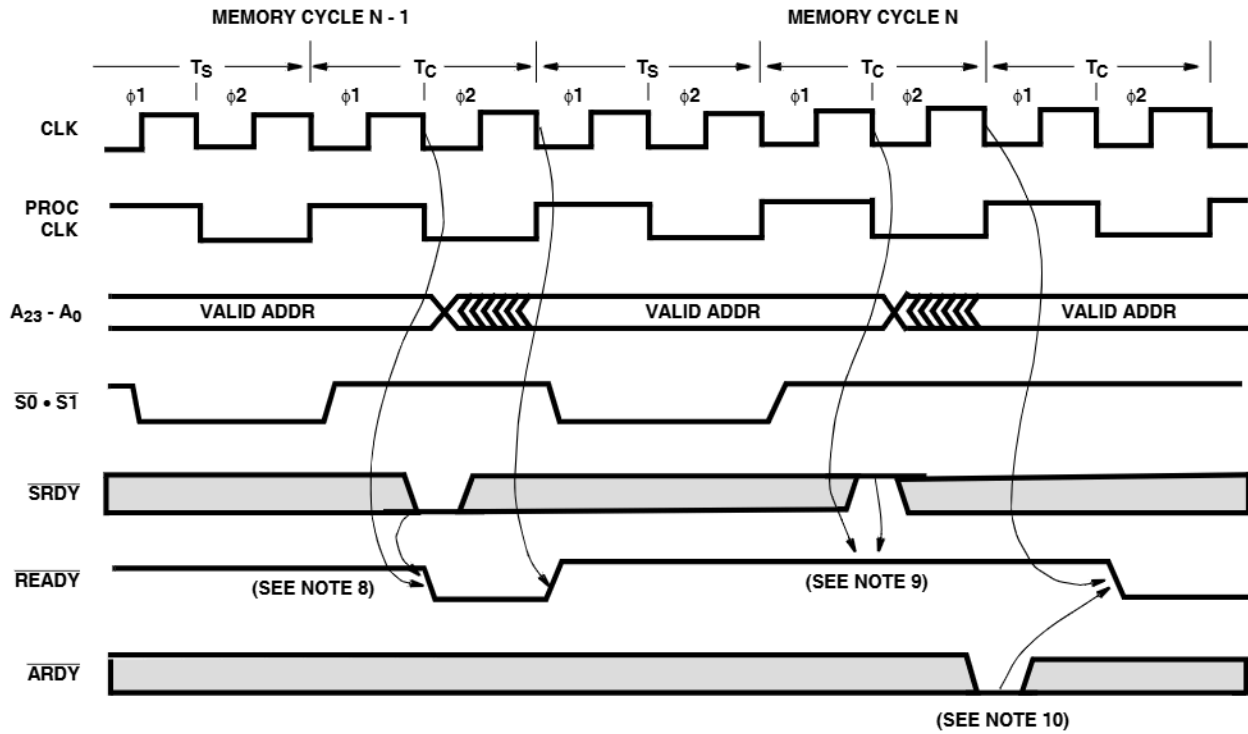 MEMORY CYCLE N - 1 MEMORY CYCLE N
TS TC TS TC TC
ϕ1 ϕ2 ϕ1 ϕ2 ϕ1 ϕ2 ϕ1 ϕ2 ϕ1 ϕ2
CLK
PROC
CLK
A23 - A0 VALID ADDR VALID ADDR VALID ADDR
S0 • S1
SRDY
READY (SEE NOTE 8) (SEE NOTE 9)
ARDY
(SEE NOTE 10)